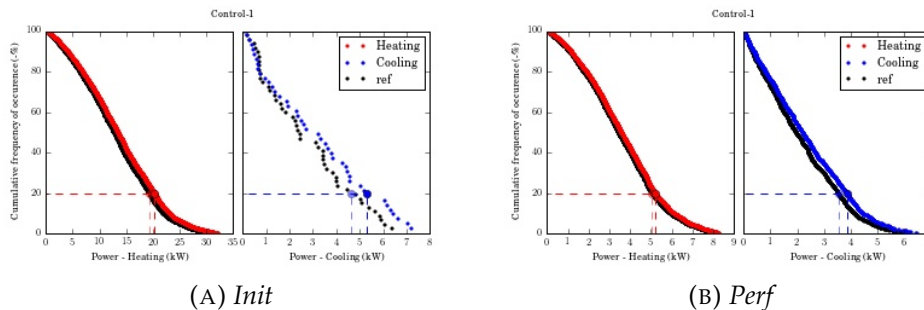 Control-1
Cumulative frequency of occurence (-%)
100
80
60
40
20
0
0 5 10 15 20 25 30 35
Power - Heating (kW)
Heating
Cooling
ref
0 1 2 3 4 5 6 7 8
Power - Cooling (kW)
(A) Init
Control-1
Cumulative frequency of occurence (-%)
100
80
60
40
20
0
0 1 2 3 4 5 6 7 8 9
Power - Heating (kW)
Heating
Cooling
ref
0 1 2 3 4 5 6
Power - Cooling (kW)
(B) Perf